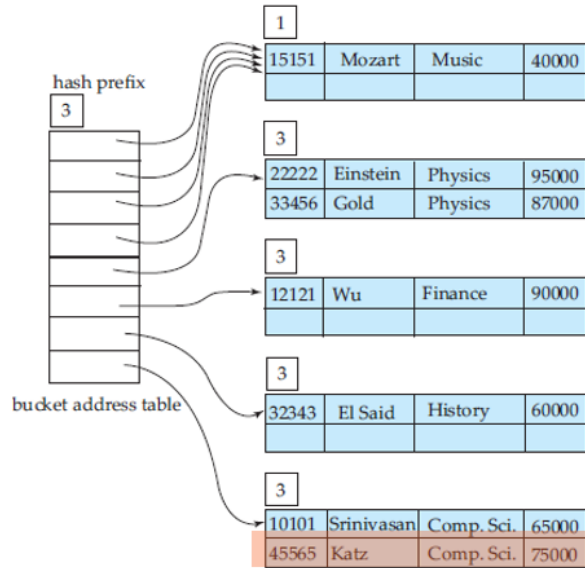 1
15151 Mozart Music 40000
hash prefix
3
3
22222 Einstein Physics 95000
33456 Gold Physics 87000
3
12121 Wu Finance 90000
3
bucket address table
32343 El Said History 60000
3
10101 Srinivasan Comp. Sci. 65000
45565 Katz Comp. Sci. 75000